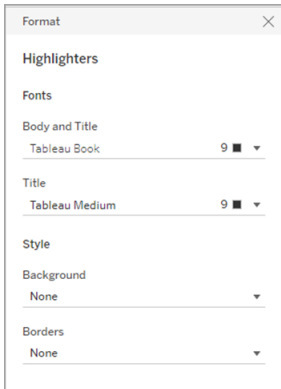 Format
Highlighters
Fonts
Body and Title
Tableau Book 9
Title
Tableau Medium 9
Style
Background
None
Borders
None